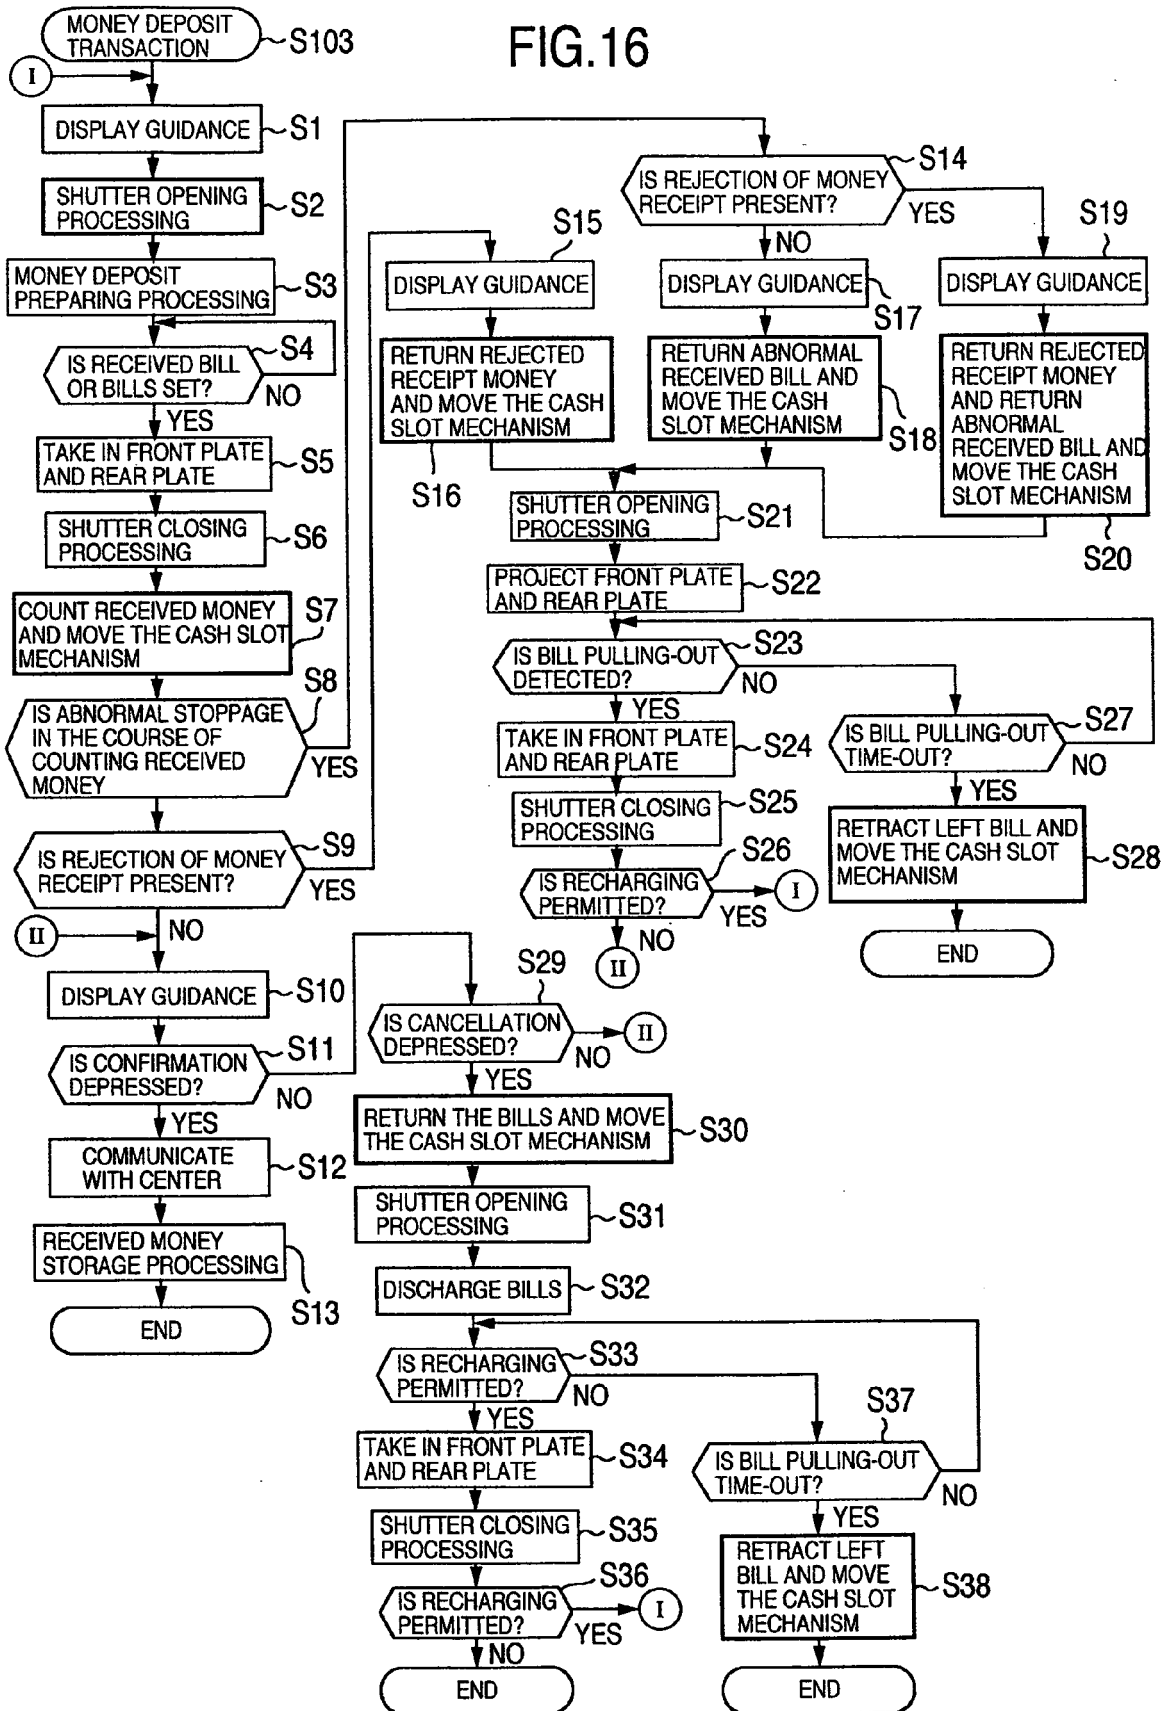 FIG.16
MONEY DEPOSIT
TRANSACTION
S103
I
DISPLAY GUIDANCE
S1
SHUTTER OPENING
PROCESSING
S2
MONEY DEPOSIT
PREPARING PROCESSING
S3
IS RECEIVED BILL
OR BILLS SET?
S4
NO
YES
TAKE IN FRONT PLATE
AND REAR PLATE
S5
SHUTTER CLOSING
PROCESSING
S6
COUNT RECEIVED MONEY
AND MOVE THE CASH SLOT
MECHANISM
S7
IS ABNORMAL STOPPAGE
IN THE COURSE OF
COUNTING RECEIVED
MONEY
S8
YES
IS REJECTION OF MONEY
RECEIPT PRESENT?
S9
YES
NO
II
DISPLAY GUIDANCE
S10
IS CONFIRMATION
DEPRESSED?
S11
NO
YES
COMMUNICATE
WITH CENTER
S12
RECEIVED MONEY
STORAGE PROCESSING
S13
END
IS REJECTION OF MONEY
RECEIPT PRESENT?
S14
YES
NO
S15
DISPLAY GUIDANCE
RETURN REJECTED
RECEIPT MONEY
AND MOVE THE CASH
SLOT MECHANISM
S16
DISPLAY GUIDANCE
S17
RETURN ABNORMAL
RECEIVED BILL AND
MOVE THE CASH
SLOT MECHANISM
S18
S19
DISPLAY GUIDANCE
RETURN REJECTED
RECEIPT MONEY
AND RETURN
ABNORMAL
RECEIVED BILL AND
MOVE THE CASH
SLOT MECHANISM
S20
SHUTTER OPENING
PROCESSING
S21
PROJECT FRONT PLATE
AND REAR PLATE
S22
IS BILL PULLING-OUT
DETECTED?
S23
NO
YES
TAKE IN FRONT PLATE
AND REAR PLATE
S24
SHUTTER CLOSING
PROCESSING
S25
IS RECHARGING
PERMITTED?
S26
YES
I
NO
II
IS BILL PULLING-OUT
TIME-OUT?
S27
NO
YES
RETRACT LEFT BILL AND
MOVE THE CASH SLOT
MECHANISM
S28
END
S29
IS CANCELLATION
DEPRESSED?
NO
II
YES
RETURN THE BILLS AND MOVE
THE CASH SLOT MECHANISM
S30
SHUTTER OPENING
PROCESSING
S31
DISCHARGE BILLS
S32
IS RECHARGING
PERMITTED?
S33
NO
YES
TAKE IN FRONT PLATE
AND REAR PLATE
S34
SHUTTER CLOSING
PROCESSING
S35
IS RECHARGING
PERMITTED?
S36
YES
I
NO
END
S37
IS BILL PULLING-OUT
TIME-OUT?
NO
YES
RETRACT LEFT
BILL AND MOVE
THE CASH SLOT
MECHANISM
S38
END